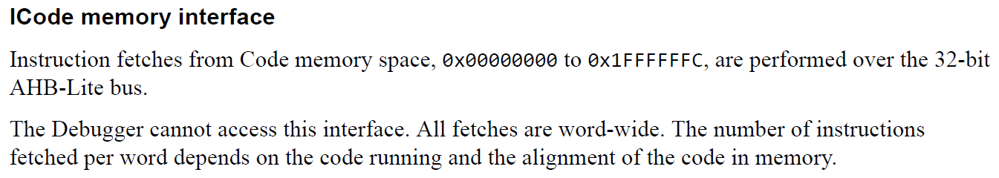 ICode memory interface
Instruction fetches from Code memory space, 0x00000000 to 0x1FFFFFFC, are performed over the 32-bit
AHB-Lite bus.
The Debugger cannot access this interface. All fetches are word-wide. The number of instructions
fetched per word depends on the code running and the alignment of the code in memory.